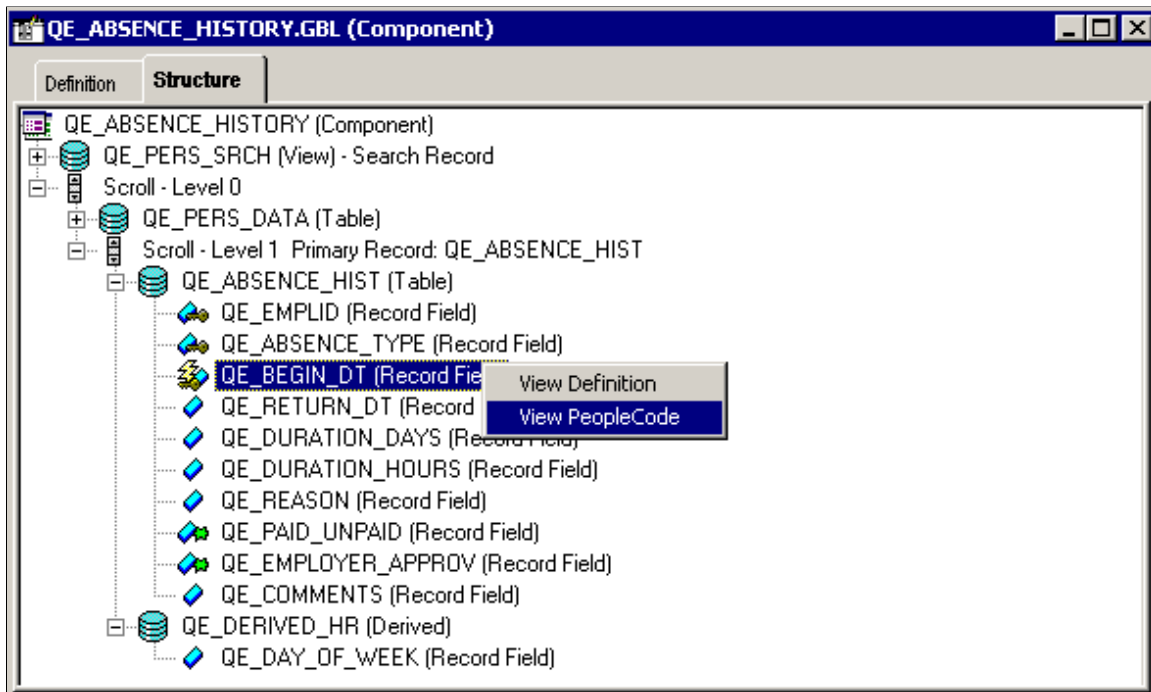 QE_ABSENCE_HISTORY.GBL (Component)
Definition Structure
QE_ABSENCE_HISTORY (Component)
QE_PERS_SRCH (View) - Search Record
Scroll - Level 0
QE_PERS_DATA (Table)
Scroll - Level 1 Primary Record: QE_ABSENCE_HIST
QE_ABSENCE_HIST (Table)
QE_EMPLID (Record Field)
QE_ABSENCE_TYPE (Record Field)
QE_BEGIN_DT (Record Fie
View Definition
QE_RETURN_DT (Record
View PeopleCode
QE_DURATION_DAYS (Record Field)
QE_DURATION_HOURS (Record Field)
QE_REASON (Record Field)
QE_PAID_UNPAID (Record Field)
QE_EMPLOYER_APPROV (Record Field)
QE_COMMENTS (Record Field)
QE_DERIVED_HR (Derived)
QE_DAY_OF_WEEK (Record Field)